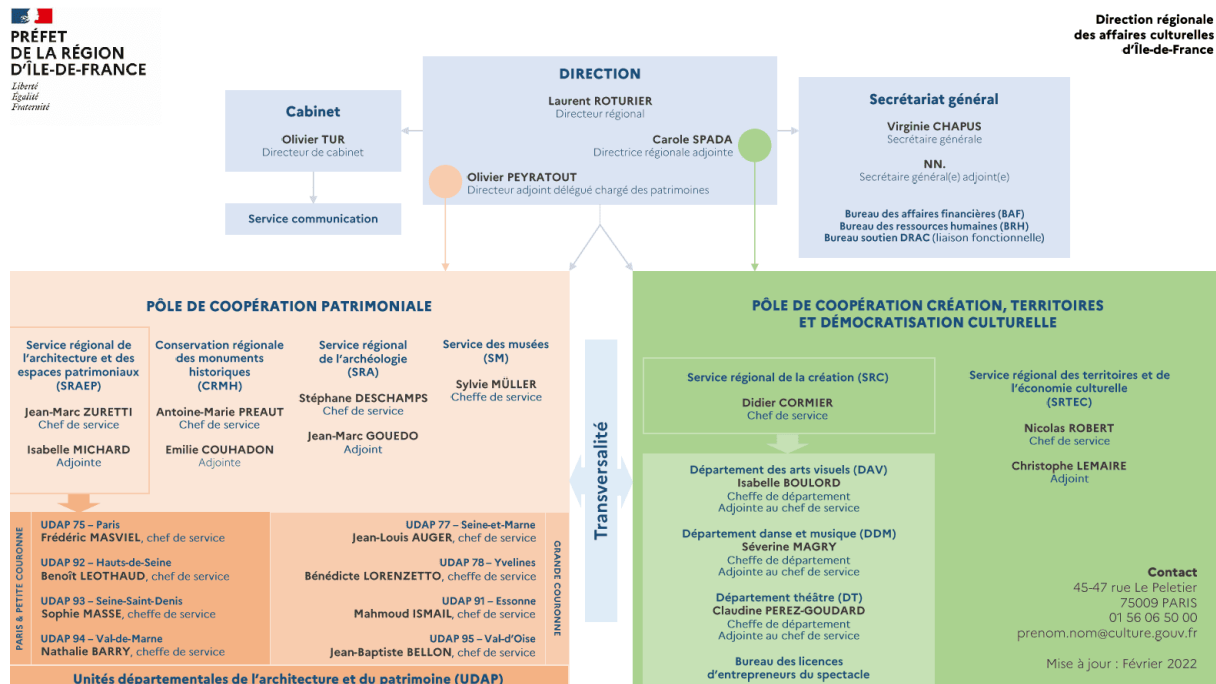 PRÉFET
DE LA RÉGION
D'ÎLE-DE-FRANCE
Liberté
Égalité
Fraternité
Direction régionale
des affaires culturelles
d'Île-de-France
DIRECTION
Laurent ROTURIER
Directeur régional
Carole SPADA
Directrice régionale adjointe
Olivier PEYRATOUT
Directeur adjoint délégué chargé des patrimoines
Cabinet
Olivier TUR
Directeur de cabinet
Service communication
Secrétariat général
Virginie CHAPUS
Secrétaire générale
NN.
Secrétaire général(e) adjoint(e)
Bureau des affaires financières (BAF)
Bureau des ressources humaines (BRH)
Bureau soutien DRAC (liaison fonctionnelle)
PÔLE DE COOPÉRATION PATRIMONIALE
Service régional de
l'architecture et des
espaces patrimoniaux
(SRAEP)
Jean-Marc ZURETTI
Chef de service
Isabelle MICHARD
Adjointe
Conservation régionale
des monuments
historiques
(CRMH)
Antoine-Marie PREAUT
Chef de service
Emilie COUHADON
Adjointe
Service régional
de l'archéologie
(SRA)
Stéphane DESCHAMPS
Chef de service
Jean-Marc GOUEDO
Adjoint
Service des musées
(SM)
Sylvie MÜLLER
Cheffe de service
PARIS & PETITE COURONNE
UDAP 75 – Paris
Frédéric MASVIEL, chef de service
UDAP 92 – Hauts-de-Seine
Benoît LEOTHAUD, chef de service
UDAP 93 – Seine-Saint-Denis
Sophie MASSE, cheffe de service
UDAP 94 – Val-de-Marne
Nathalie BARRY, cheffe de service
UDAP 77 – Seine-et-Marne
Jean-Louis AUGER, chef de service
UDAP 78 – Yvelines
Bénédicte LORENZETTO, cheffe de service
UDAP 91 – Essonne
Mahmoud ISMAIL, chef de service
UDAP 95 – Val-d'Oise
Jean-Baptiste BELLON, chef de service
GRANDE COURONNE
Unités départementales de l'architecture et du patrimoine (UDAP)
Transversalité
PÔLE DE COOPÉRATION CRÉATION, TERRITOIRES
ET DÉMOCRATISATION CULTURELLE
Service régional de la création (SRC)
Didier CORMIER
Chef de service
Département des arts visuels (DAV)
Isabelle BOULORD
Cheffe de département
Adjointe au chef de service
Département danse et musique (DDM)
Séverine MAGRY
Cheffe de département
Adjointe au chef de service
Département théâtre (DT)
Claudine PEREZ-GOUDARD
Cheffe de département
Adjointe au chef de service
Bureau des licences
d'entrepreneurs du spectacle
Service régional des territoires et de
l'économie culturelle
(SRTEC)
Nicolas ROBERT
Chef de service
Christophe LEMAIRE
Adjoint
Contact
45-47 rue Le Peletier
75009 PARIS
01 56 06 50 00
prenom.nom@culture.gouv.fr
Mise à jour : Février 2022